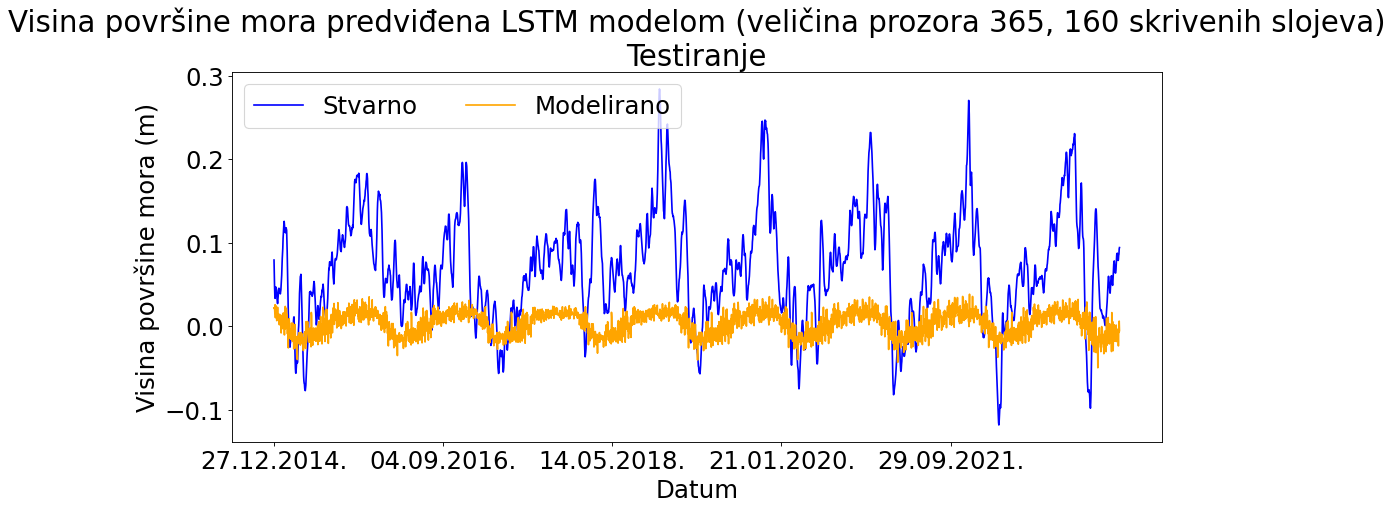 Visina površine mora predviđena LSTM modelom (veličina prozora 365, 160 skrivenih slojeva)
Testiranje
Stvarno Modelirano
Visina površine mora (m)
0.3
0.2
0.1
0.0
−0.1
27.12.2014. 04.09.2016. 14.05.2018. 21.01.2020. 29.09.2021.
Datum